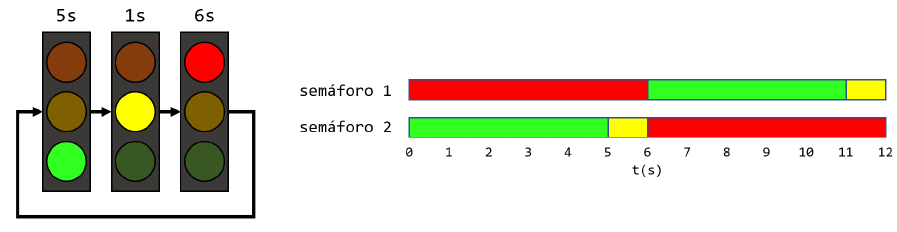 5s 1s 6s
semáforo 1
semáforo 2
0 1 2 3 4 5 6 7 8 9 10 11 12
t(s)